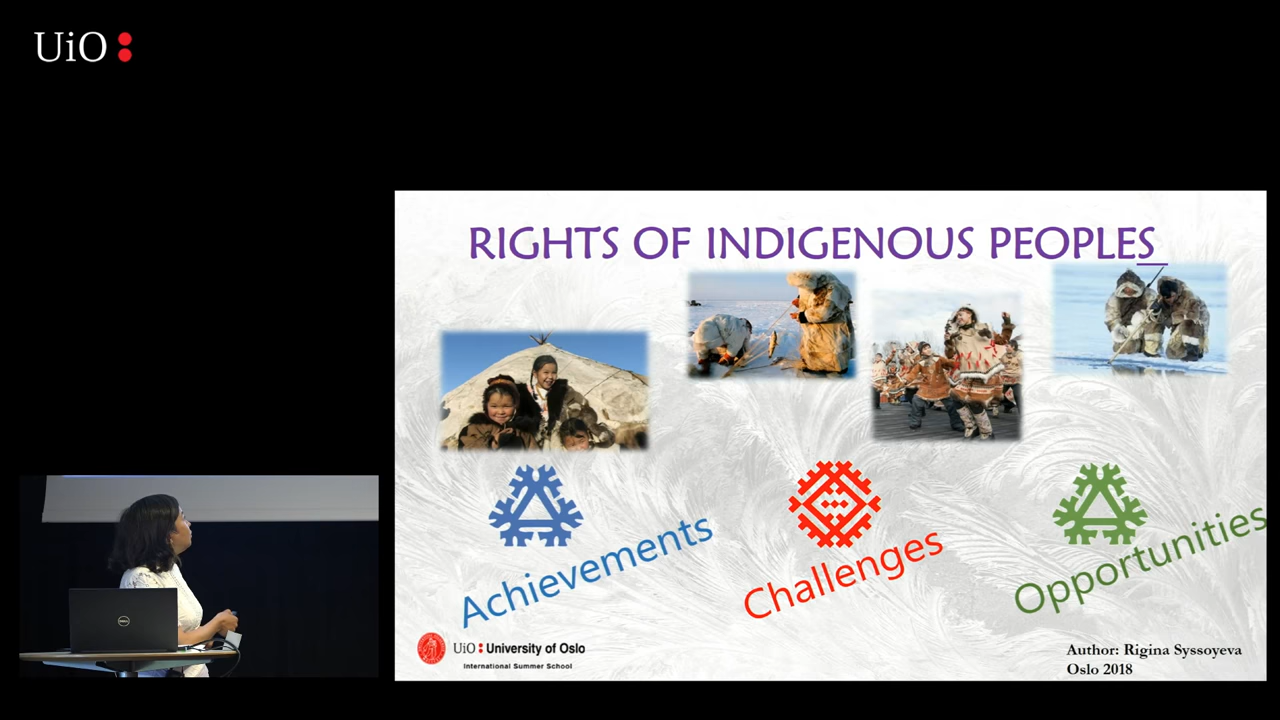 UiO
RIGHTS OF INDIGENOUS PEOPLES
Achievements
Challenges
Opportunities
UiO : University of Oslo
International Summer School
Author: Rigina Syssoyeva
Oslo 2018
DELL